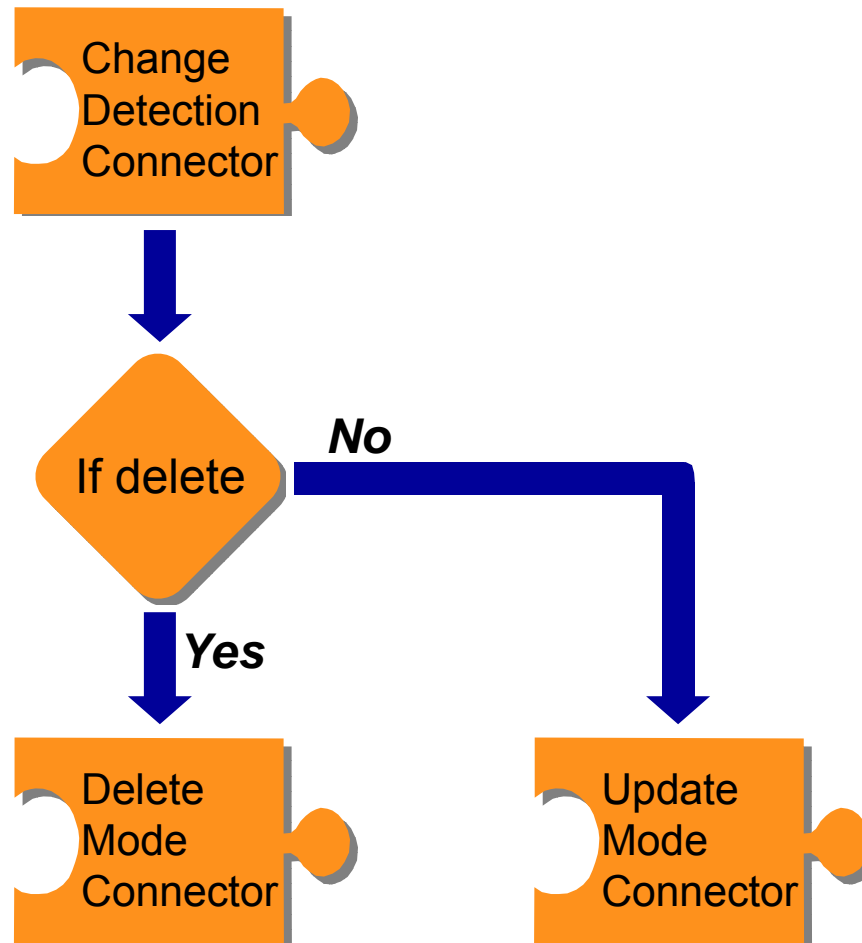 Change
Detection
Connector
If delete
No
Yes
Delete
Mode
Connector
Update
Mode
Connector